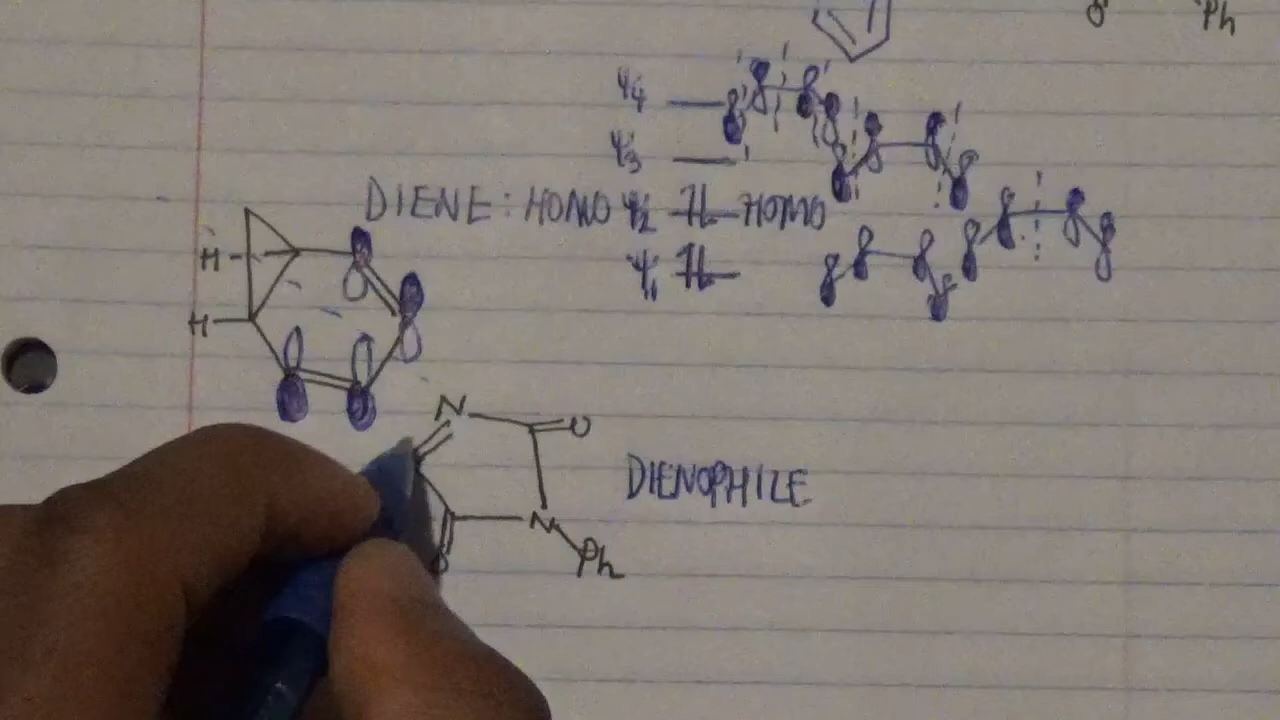 O Ph
Ψ4
Ψ3
DIENE: HOMO Ψ2 HOMO
Ψ1
H
H
N O
DIENOPHILE
N
O Ph